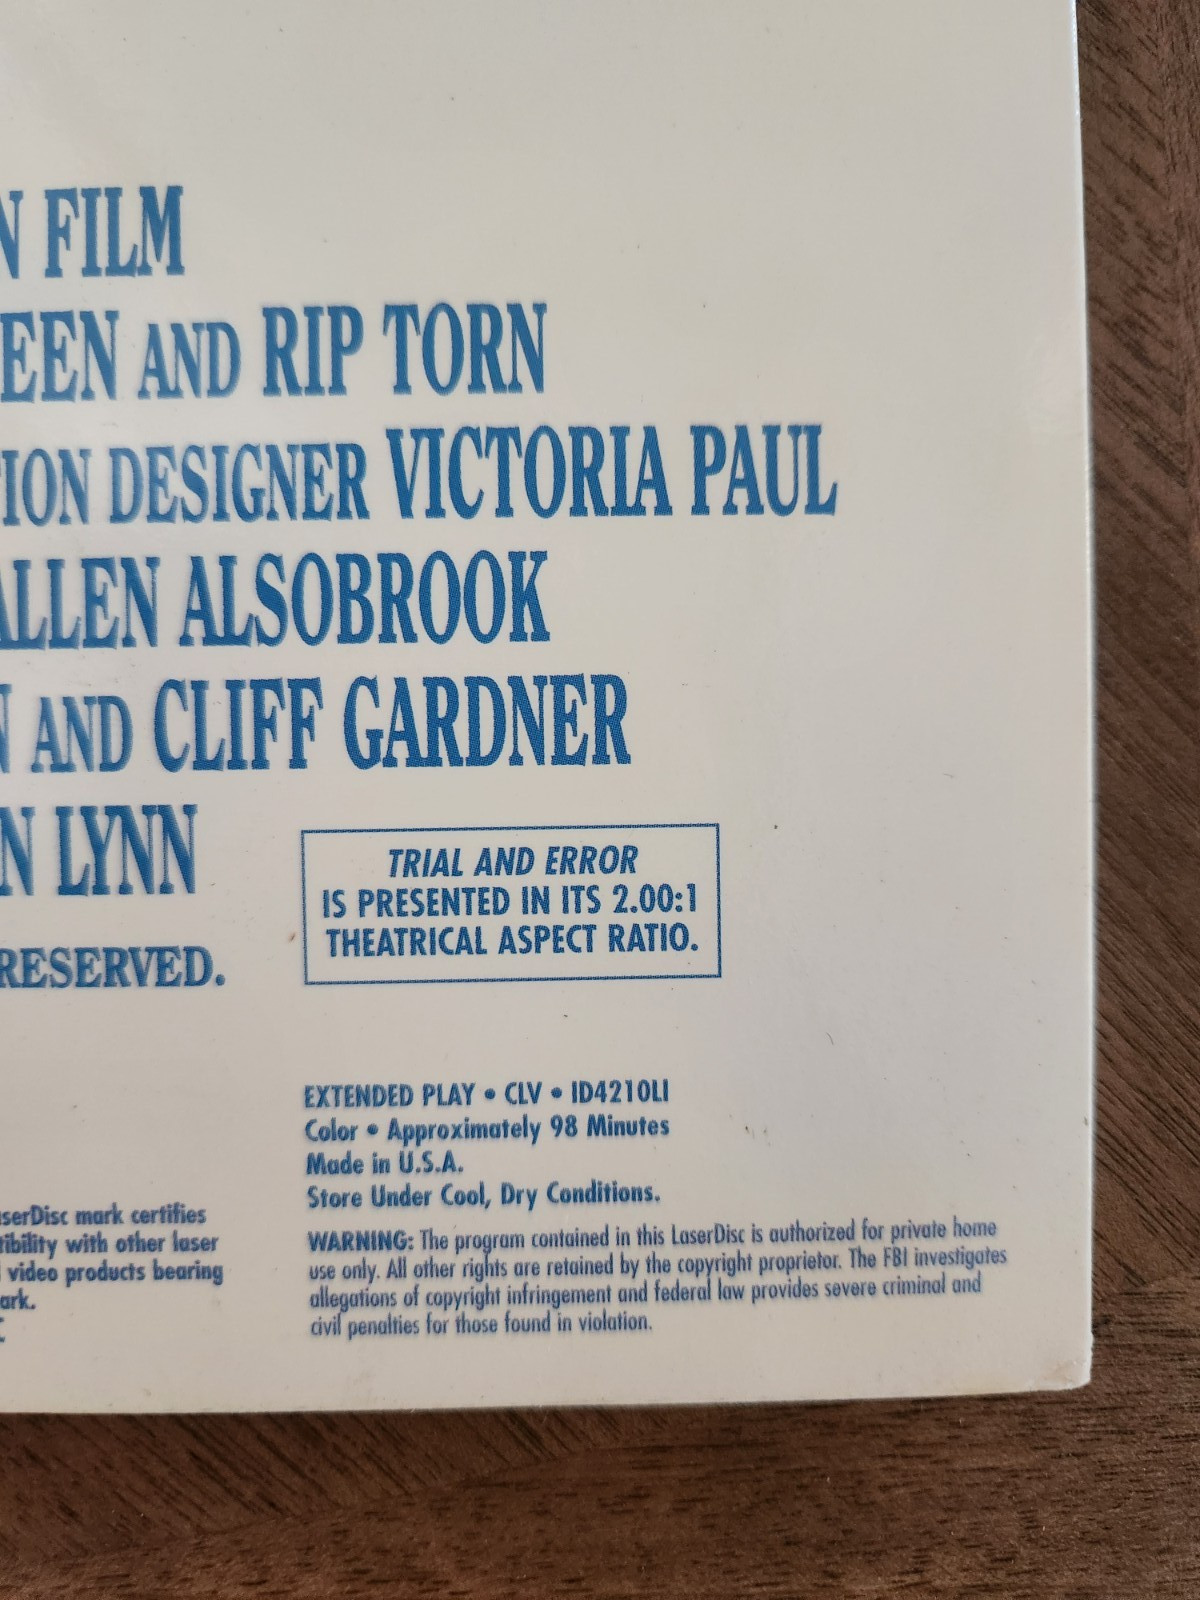 N FILM
EEN AND RIP TORN
TION DESIGNER VICTORIA PAUL
ALLEN ALSOBROOK
N AND CLIFF GARDNER
N LYNN
RESERVED.
TRIAL AND ERROR
IS PRESENTED IN ITS 2.00:1
THEATRICAL ASPECT RATIO.
EXTENDED PLAY • CLV • ID4210LI
Color • Approximately 98 Minutes
Made in U.S.A.
Store Under Cool, Dry Conditions.
serDisc mark certifies
tibility with other laser
video products bearing
ark.
WARNING: The program contained in this LaserDisc is authorized for private home
use only. All other rights are retained by the copyright proprietor. The FBI investigates
allegations of copyright infringement and federal law provides severe criminal and
civil penalties for those found in violation.